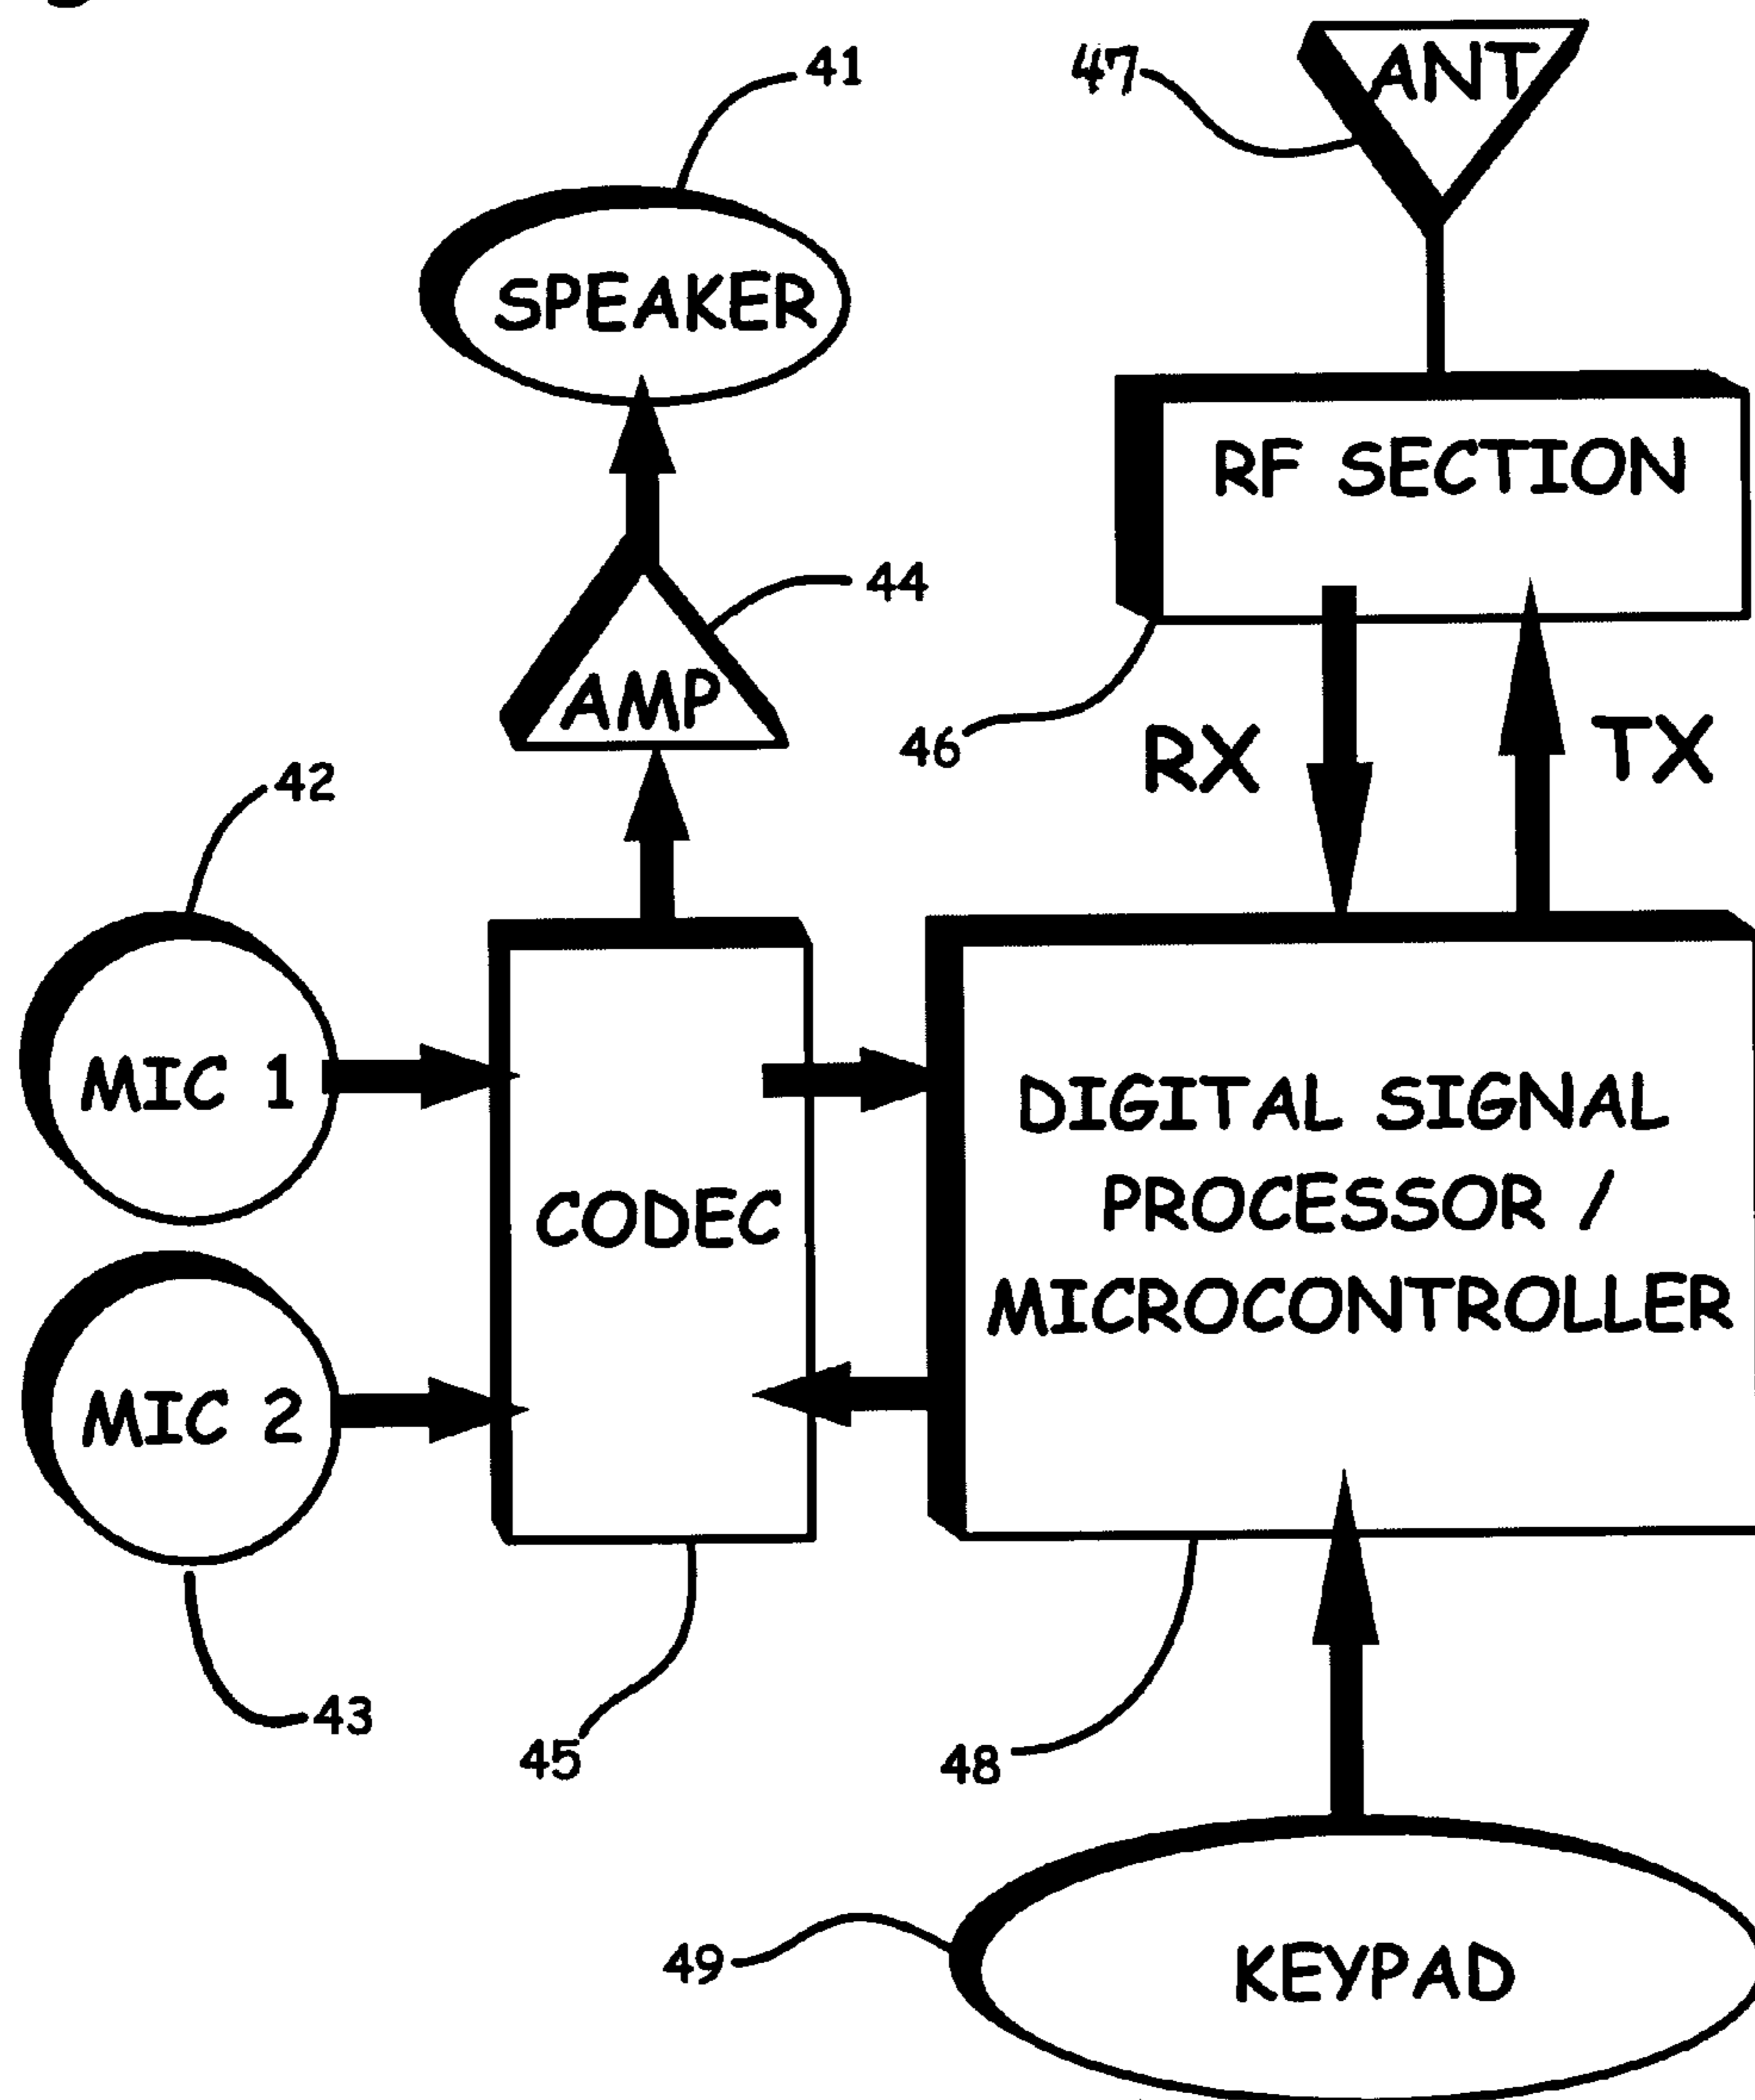 41
47
ANT
SPEAKER
RF SECTION
44
AMP
46
RX
TX
42
MIC 1
CODEC
DIGITAL SIGNAL
PROCESSOR /
MICROCONTROLLER
MIC 2
43
45
48
49
KEYPAD